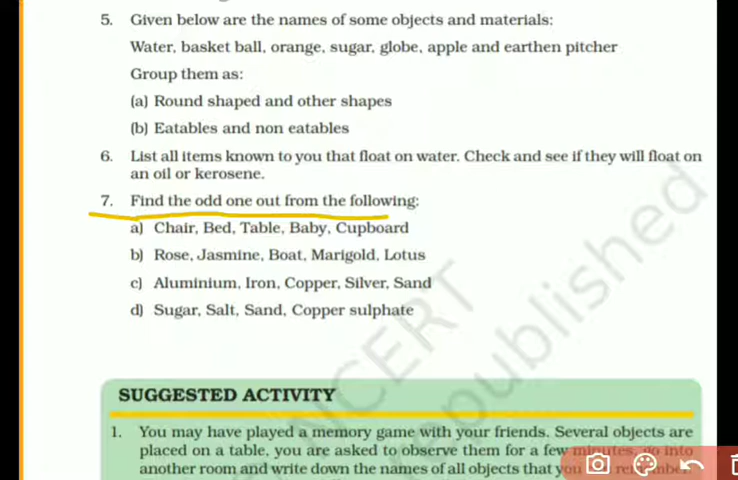 5. Given below are the names of some objects and materials:
Water, basket ball, orange, sugar, globe, apple and earthen pitcher
Group them as:
(a) Round shaped and other shapes
(b) Eatables and non eatables
6. List all items known to you that float on water. Check and see if they will float on
an oil or kerosene.
7. Find the odd one out from the following:
a) Chair, Bed, Table, Baby, Cupboard
b) Rose, Jasmine, Boat, Marigold, Lotus
c) Aluminium, Iron, Copper, Silver, Sand
d) Sugar, Salt, Sand, Copper sulphate
NCERT
republished
SUGGESTED ACTIVITY
1. You may have played a memory game with your friends. Several objects are
placed on a table, you are asked to observe them for a few minutes, go into
another room and write down the names of all objects that you